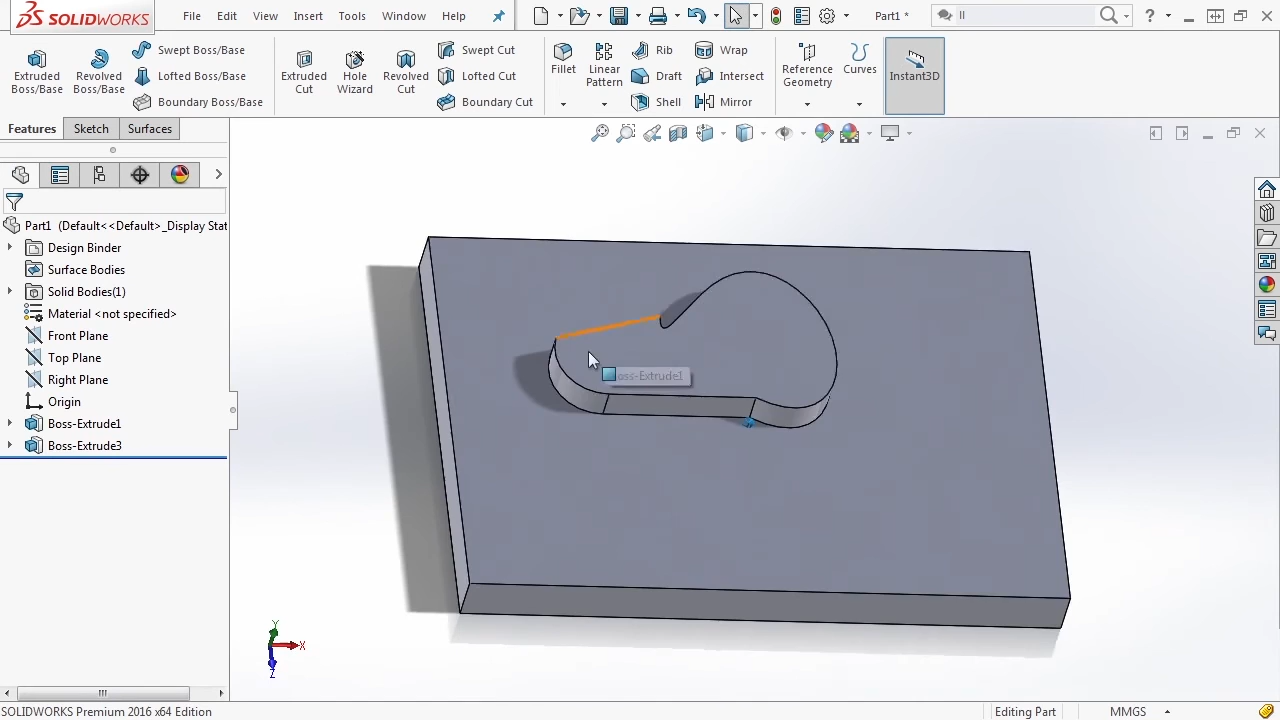 SOLIDWORKS
File Edit View Insert Tools Window Help
Part1 *
ll
Extruded Boss/Base
Revolved Boss/Base
Swept Boss/Base
Lofted Boss/Base
Boundary Boss/Base
Extruded Cut
Hole Wizard
Revolved Cut
Swept Cut
Lofted Cut
Boundary Cut
Fillet
Linear Pattern
Rib
Draft
Shell
Wrap
Intersect
Mirror
Reference Geometry
Curves
Instant3D
Features Sketch Surfaces
Part1 (Default<<Default>_Display Stat
Design Binder
Surface Bodies
Solid Bodies(1)
Material <not specified>
Front Plane
Top Plane
Right Plane
Origin
Boss-Extrude1
Boss-Extrude3
oss-Extrude1
Y
X
Z
SOLIDWORKS Premium 2016 x64 Edition
Editing Part
MMGS